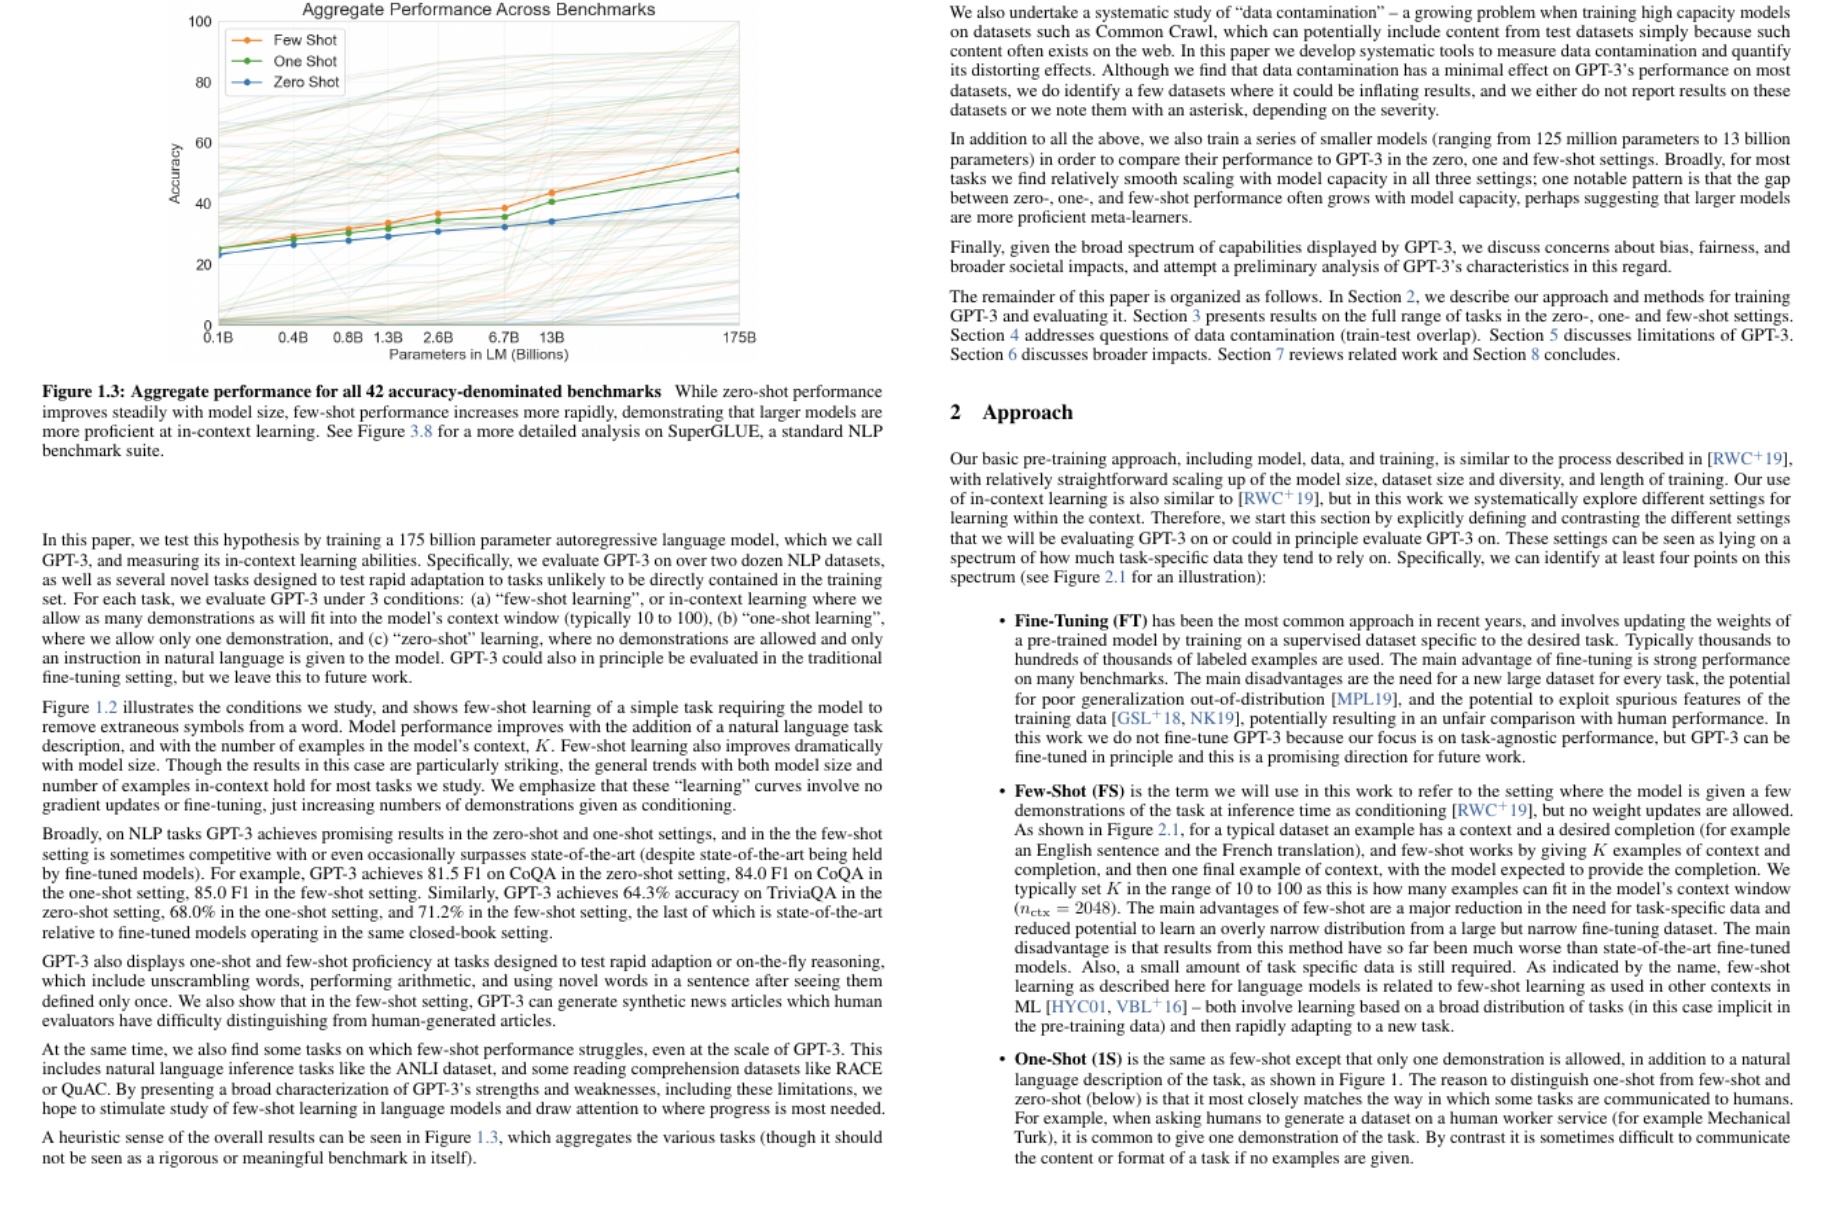 Aggregate Performance Across Benchmarks
100
80
60
40
20
0
Accuracy
Few Shot
One Shot
Zero Shot
0.1B 0.4B 0.8B 1.3B 2.6B 6.7B 13B 175B
Parameters in LM (Billions)
Figure 1.3: Aggregate performance for all 42 accuracy-denominated benchmarks While zero-shot performance
improves steadily with model size, few-shot performance increases more rapidly, demonstrating that larger models are
more proficient at in-context learning. See Figure 3.8 for a more detailed analysis on SuperGLUE, a standard NLP
benchmark suite.
In this paper, we test this hypothesis by training a 175 billion parameter autoregressive language model, which we call
GPT-3, and measuring its in-context learning abilities. Specifically, we evaluate GPT-3 on over two dozen NLP datasets,
as well as several novel tasks designed to test rapid adaptation to tasks unlikely to be directly contained in the training
set. For each task, we evaluate GPT-3 under 3 conditions: (a) “few-shot learning”, or in-context learning where we
allow as many demonstrations as will fit into the model’s context window (typically 10 to 100), (b) “one-shot learning”,
where we allow only one demonstration, and (c) “zero-shot” learning, where no demonstrations are allowed and only
an instruction in natural language is given to the model. GPT-3 could also in principle be evaluated in the traditional
fine-tuning setting, but we leave this to future work.
Figure 1.2 illustrates the conditions we study, and shows few-shot learning of a simple task requiring the model to
remove extraneous symbols from a word. Model performance improves with the addition of a natural language task
description, and with the number of examples in the model’s context, K. Few-shot learning also improves dramatically
with model size. Though the results in this case are particularly striking, the general trends with both model size and
number of examples in-context hold for most tasks we study. We emphasize that these “learning” curves involve no
gradient updates or fine-tuning, just increasing numbers of demonstrations given as conditioning.
Broadly, on NLP tasks GPT-3 achieves promising results in the zero-shot and one-shot settings, and in the the few-shot
setting is sometimes competitive with or even occasionally surpasses state-of-the-art (despite state-of-the-art being held
by fine-tuned models). For example, GPT-3 achieves 81.5 F1 on CoQA in the zero-shot setting, 84.0 F1 on CoQA in
the one-shot setting, 85.0 F1 in the few-shot setting. Similarly, GPT-3 achieves 64.3% accuracy on TriviaQA in the
zero-shot setting, 68.0% in the one-shot setting, and 71.2% in the few-shot setting, the last of which is state-of-the-art
relative to fine-tuned models operating in the same closed-book setting.
GPT-3 also displays one-shot and few-shot proficiency at tasks designed to test rapid adaption or on-the-fly reasoning,
which include unscrambling words, performing arithmetic, and using novel words in a sentence after seeing them
defined only once. We also show that in the few-shot setting, GPT-3 can generate synthetic news articles which human
evaluators have difficulty distinguishing from human-generated articles.
At the same time, we also find some tasks on which few-shot performance struggles, even at the scale of GPT-3. This
includes natural language inference tasks like the ANLI dataset, and some reading comprehension datasets like RACE
or QuAC. By presenting a broad characterization of GPT-3’s strengths and weaknesses, including these limitations, we
hope to stimulate study of few-shot learning in language models and draw attention to where progress is most needed.
A heuristic sense of the overall results can be seen in Figure 1.3, which aggregates the various tasks (though it should
not be seen as a rigorous or meaningful benchmark in itself).
We also undertake a systematic study of “data contamination” – a growing problem when training high capacity models
on datasets such as Common Crawl, which can potentially include content from test datasets simply because such
content often exists on the web. In this paper we develop systematic tools to measure data contamination and quantify
its distorting effects. Although we find that data contamination has a minimal effect on GPT-3’s performance on most
datasets, we do identify a few datasets where it could be inflating results, and we either do not report results on these
datasets or we note them with an asterisk, depending on the severity.
In addition to all the above, we also train a series of smaller models (ranging from 125 million parameters to 13 billion
parameters) in order to compare their performance to GPT-3 in the zero, one and few-shot settings. Broadly, for most
tasks we find relatively smooth scaling with model capacity in all three settings; one notable pattern is that the gap
between zero-, one-, and few-shot performance often grows with model capacity, perhaps suggesting that larger models
are more proficient meta-learners.
Finally, given the broad spectrum of capabilities displayed by GPT-3, we discuss concerns about bias, fairness, and
broader societal impacts, and attempt a preliminary analysis of GPT-3’s characteristics in this regard.
The remainder of this paper is organized as follows. In Section 2, we describe our approach and methods for training
GPT-3 and evaluating it. Section 3 presents results on the full range of tasks in the zero-, one- and few-shot settings.
Section 4 addresses questions of data contamination (train-test overlap). Section 5 discusses limitations of GPT-3.
Section 6 discusses broader impacts. Section 7 reviews related work and Section 8 concludes.
2 Approach
Our basic pre-training approach, including model, data, and training, is similar to the process described in [RWC+19],
with relatively straightforward scaling up of the model size, dataset size and diversity, and length of training. Our use
of in-context learning is also similar to [RWC+19], but in this work we systematically explore different settings for
learning within the context. Therefore, we start this section by explicitly defining and contrasting the different settings
that we will be evaluating GPT-3 on or could in principle evaluate GPT-3 on. These settings can be seen as lying on a
spectrum of how much task-specific data they tend to rely on. Specifically, we can identify at least four points on this
spectrum (see Figure 2.1 for an illustration):
• Fine-Tuning (FT) has been the most common approach in recent years, and involves updating the weights of
a pre-trained model by training on a supervised dataset specific to the desired task. Typically thousands to
hundreds of thousands of labeled examples are used. The main advantage of fine-tuning is strong performance
on many benchmarks. The main disadvantages are the need for a new large dataset for every task, the potential
for poor generalization out-of-distribution [MPL19], and the potential to exploit spurious features of the
training data [GSL+18, NK19], potentially resulting in an unfair comparison with human performance. In
this work we do not fine-tune GPT-3 because our focus is on task-agnostic performance, but GPT-3 can be
fine-tuned in principle and this is a promising direction for future work.
• Few-Shot (FS) is the term we will use in this work to refer to the setting where the model is given a few
demonstrations of the task at inference time as conditioning [RWC+19], but no weight updates are allowed.
As shown in Figure 2.1, for a typical dataset an example has a context and a desired completion (for example
an English sentence and the French translation), and few-shot works by giving K examples of context and
completion, and then one final example of context, with the model expected to provide the completion. We
typically set K in the range of 10 to 100 as this is how many examples can fit in the model’s context window
(nctx = 2048). The main advantages of few-shot are a major reduction in the need for task-specific data and
reduced potential to learn an overly narrow distribution from a large but narrow fine-tuning dataset. The main
disadvantage is that results from this method have so far been much worse than state-of-the-art fine-tuned
models. Also, a small amount of task specific data is still required. As indicated by the name, few-shot
learning as described here for language models is related to few-shot learning as used in other contexts in
ML [HYC01, VBL+16] – both involve learning based on a broad distribution of tasks (in this case implicit in
the pre-training data) and then rapidly adapting to a new task.
• One-Shot (1S) is the same as few-shot except that only one demonstration is allowed, in addition to a natural
language description of the task, as shown in Figure 1. The reason to distinguish one-shot from few-shot and
zero-shot (below) is that it most closely matches the way in which some tasks are communicated to humans.
For example, when asking humans to generate a dataset on a human worker service (for example Mechanical
Turk), it is common to give one demonstration of the task. By contrast it is sometimes difficult to communicate
the content or format of a task if no examples are given.